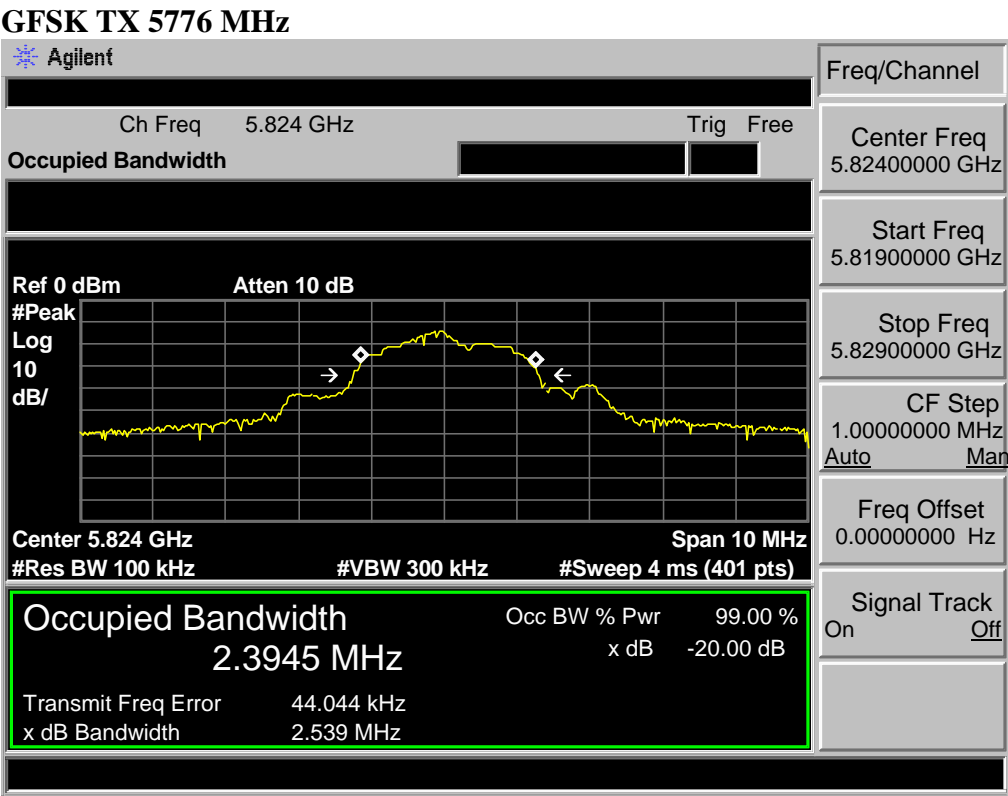 GFSK TX 5776 MHz
Agilent
Freq/Channel
Ch Freq 5.824 GHz Trig Free
Occupied Bandwidth
Center Freq
5.82400000 GHz
Start Freq
5.81900000 GHz
Stop Freq
5.82900000 GHz
CF Step
1.00000000 MHz
Auto Man
Freq Offset
0.00000000 Hz
Signal Track
On Off
Ref 0 dBm Atten 10 dB
#Peak
Log
10
dB/
Center 5.824 GHz Span 10 MHz
#Res BW 100 kHz #VBW 300 kHz #Sweep 4 ms (401 pts)
Occupied Bandwidth Occ BW % Pwr 99.00 %
2.3945 MHz x dB -20.00 dB
Transmit Freq Error 44.044 kHz
x dB Bandwidth 2.539 MHz